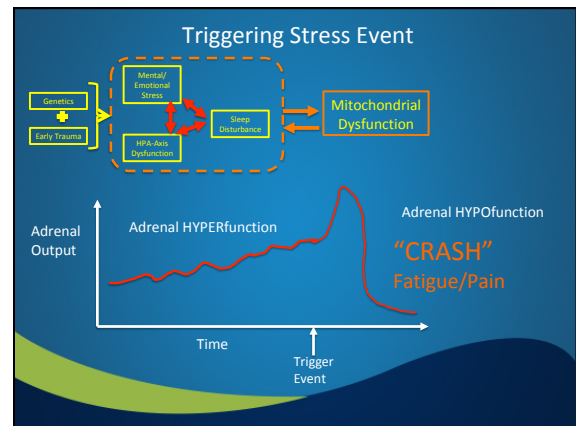 Triggering Stress Event
Genetics
Early Trauma
Mental/
Emotional
Stress
HPA-Axis
Dysfunction
Sleep
Disturbance
Mitochondrial
Dysfunction
Adrenal
Output
Adrenal HYPERfunction
Adrenal HYPOfunction
“CRASH”
Fatigue/Pain
Time
Trigger
Event